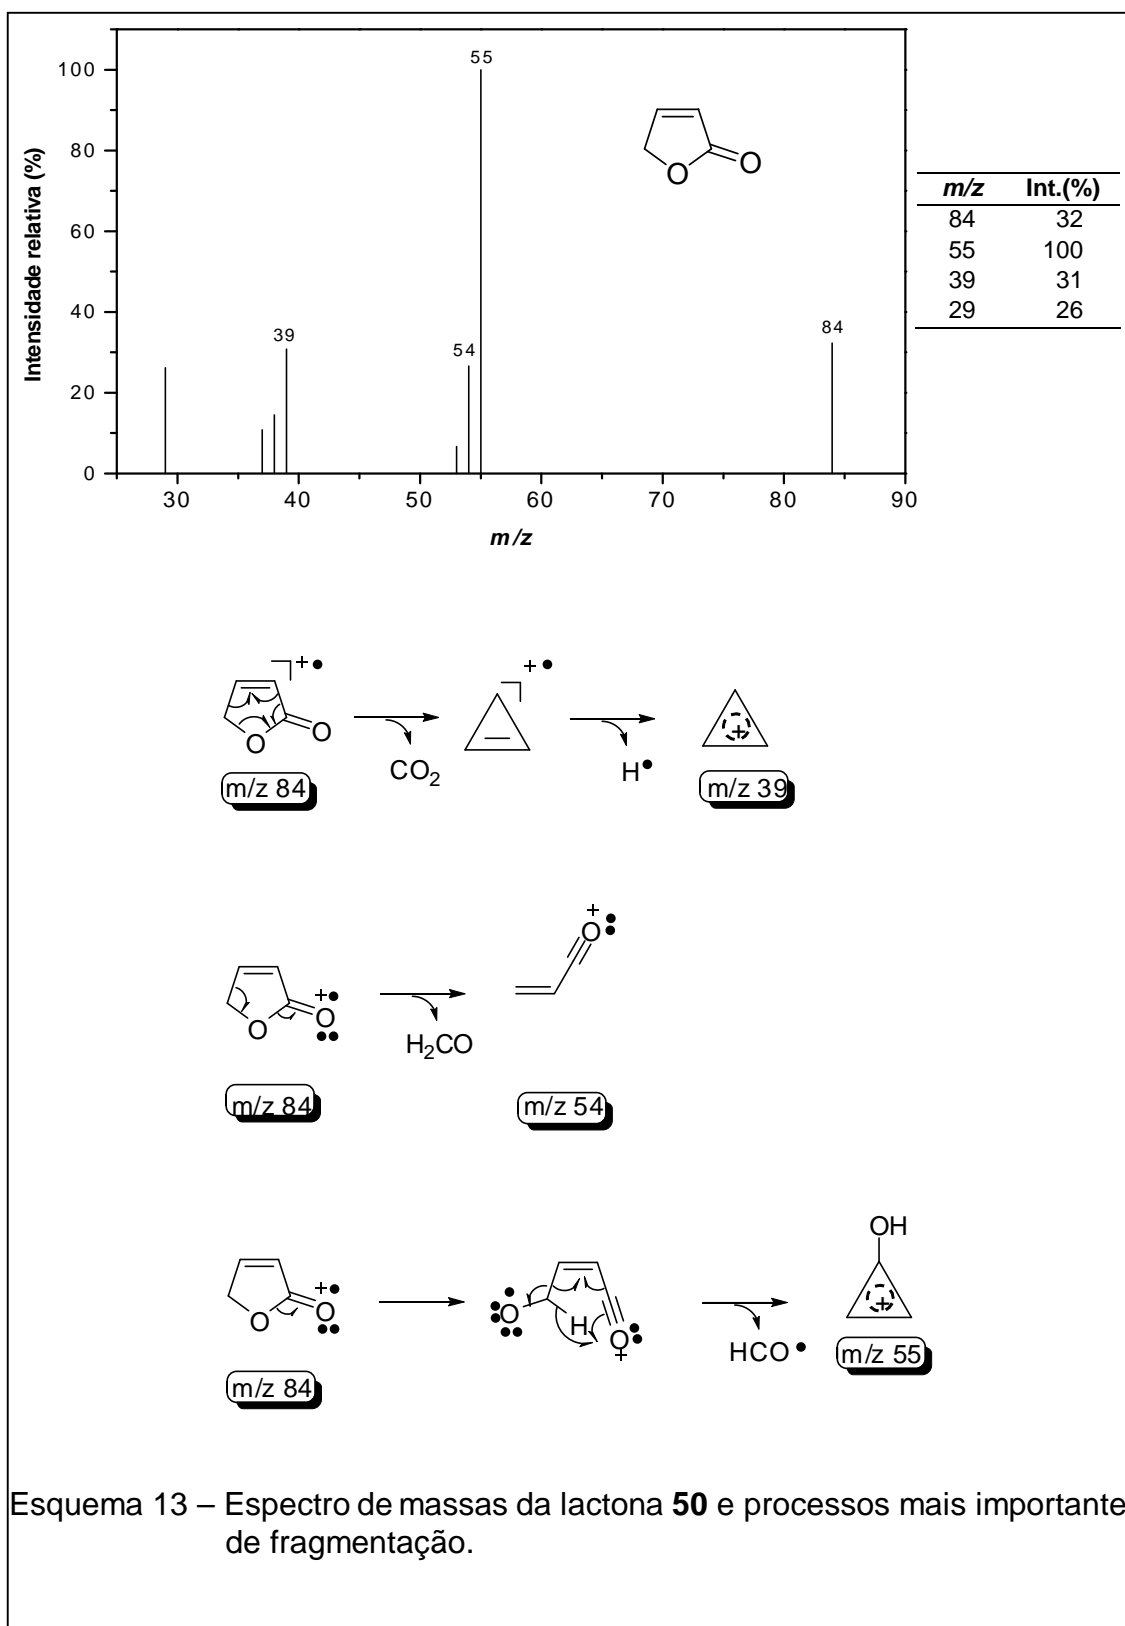 100
80
60
40
20
0
Intensidade relativa (%)
55
39
54
84
30
40
50
60
70
80
90
m/z
O
O
m/z Int.(%)
84 32
55 100
39 31
29 26
+•
O
O
m/z 84
CO2
+•
H•
+
m/z 39
O
+•
O
m/z 84
H2CO
+
O
m/z 54
O
+•
O
m/z 84
O
H
O
+
HCO•
OH
+
m/z 55
Esquema 13 – Espectro de massas da lactona 50 e processos mais importante
de fragmentação.